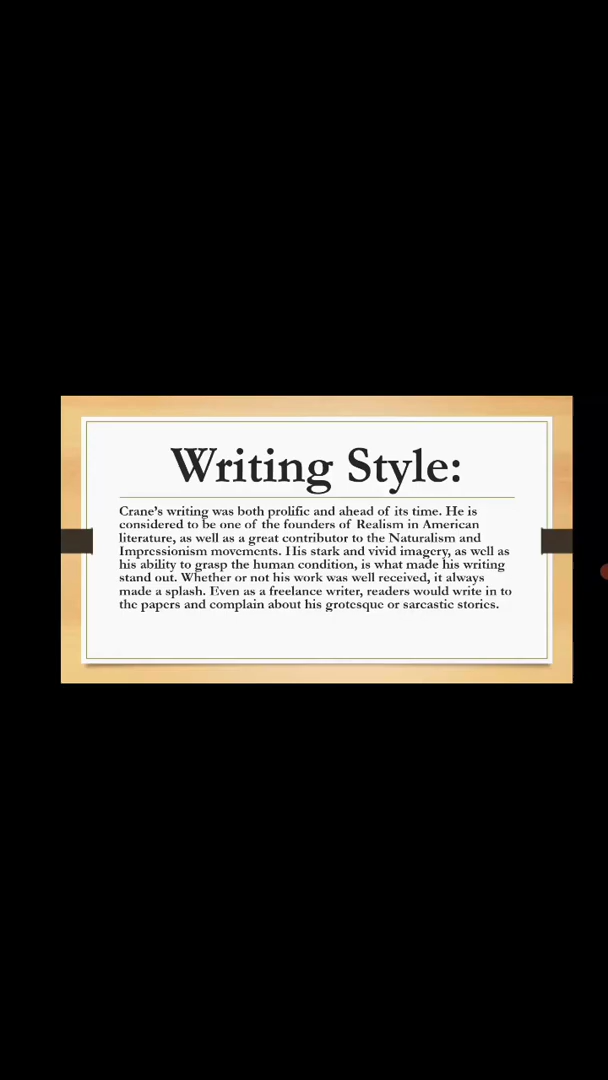 Writing Style:
Crane's writing was both prolific and ahead of its time. He is
considered to be one of the founders of Realism in American
literature, as well as a great contributor to the Naturalism and
Impressionism movements. His stark and vivid imagery, as well as
his ability to grasp the human condition, is what made his writing
stand out. Whether or not his work was well received, it always
made a splash. Even as a freelance writer, readers would write in to
the papers and complain about his grotesque or sarcastic stories.